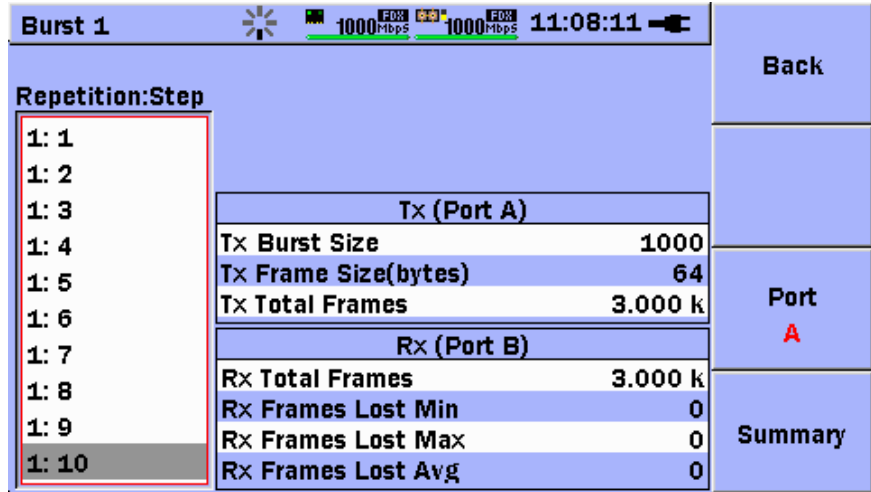 Burst 1
1000 FDX Mbps 1000 FDX Mbps 11:08:11
Back
Repetition:Step
1: 1
1: 2
1: 3
1: 4
1: 5
1: 6
1: 7
1: 8
1: 9
1: 10
Tx (Port A)
Tx Burst Size 1000
Tx Frame Size(bytes) 64
Tx Total Frames 3.000 k
Rx (Port B)
Rx Total Frames 3.000 k
Rx Frames Lost Min 0
Rx Frames Lost Max 0
Rx Frames Lost Avg 0
Port
A
Summary